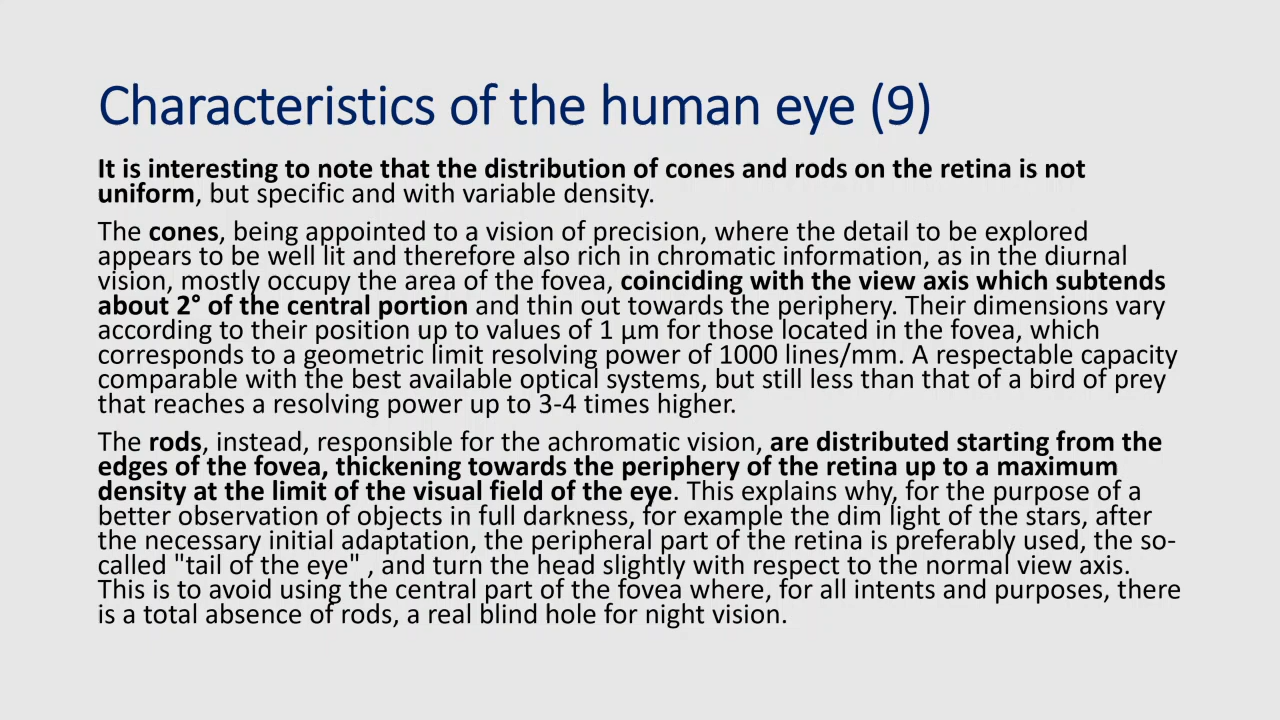 Characteristics of the human eye (9)
It is interesting to note that the distribution of cones and rods on the retina is not
uniform, but specific and with variable density.
The cones, being appointed to a vision of precision, where the detail to be explored
appears to be well lit and therefore also rich in chromatic information, as in the diurnal
vision, mostly occupy the area of the fovea, coinciding with the view axis which subtends
about 2° of the central portion and thin out towards the periphery. Their dimensions vary
according to their position up to values of 1 μm for those located in the fovea, which
corresponds to a geometric limit resolving power of 1000 lines/mm. A respectable capacity
comparable with the best available optical systems, but still less than that of a bird of prey
that reaches a resolving power up to 3-4 times higher.
The rods, instead, responsible for the achromatic vision, are distributed starting from the
edges of the fovea, thickening towards the periphery of the retina up to a maximum
density at the limit of the visual field of the eye. This explains why, for the purpose of a
better observation of objects in full darkness, for example the dim light of the stars, after
the necessary initial adaptation, the peripheral part of the retina is preferably used, the so-
called "tail of the eye" , and turn the head slightly with respect to the normal view axis.
This is to avoid using the central part of the fovea where, for all intents and purposes, there
is a total absence of rods, a real blind hole for night vision.